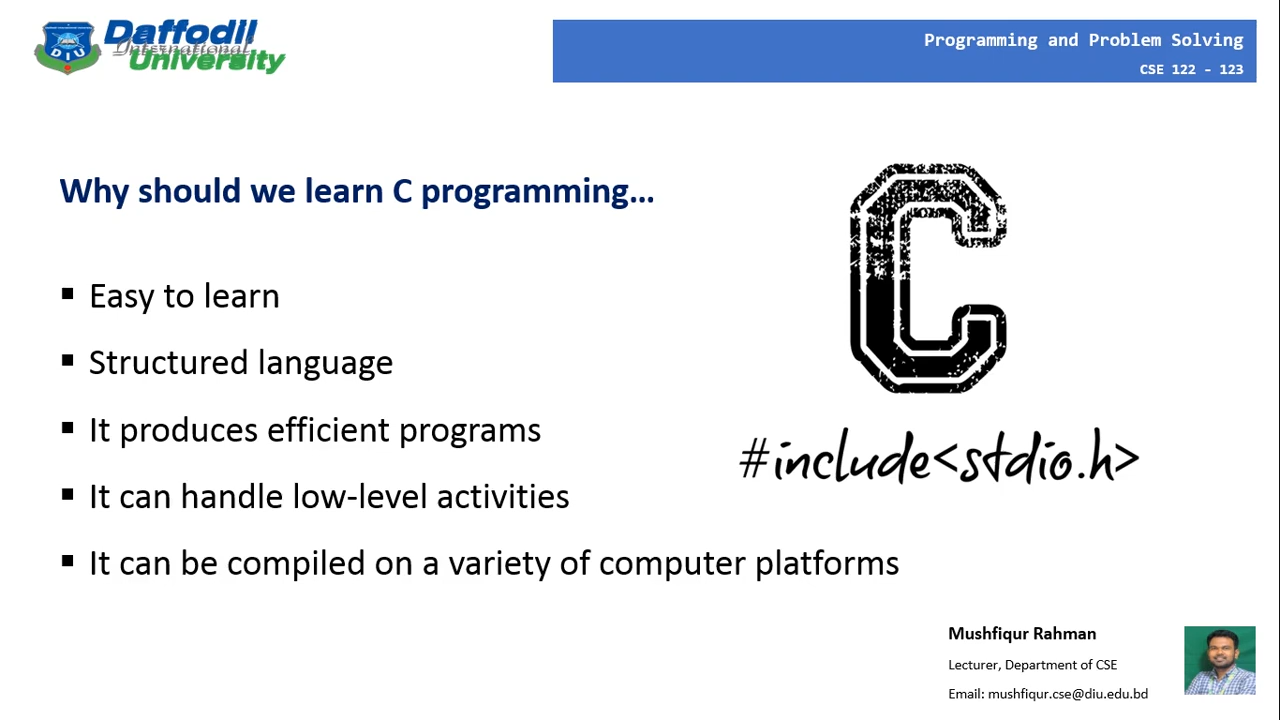 DIU
Daffodil
International
University
Programming and Problem Solving
CSE 122 - 123
Why should we learn C programming...
▪ Easy to learn
▪ Structured language
▪ It produces efficient programs
▪ It can handle low-level activities
▪ It can be compiled on a variety of computer platforms
C
#include<stdio.h>
Mushfiqur Rahman
Lecturer, Department of CSE
Email: mushfiqur.cse@diu.edu.bd